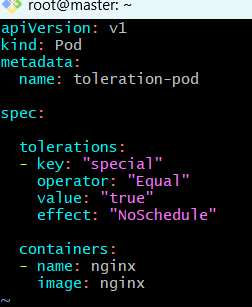 root@master: ~
apiVersion: v1
kind: Pod
metadata:
  name: toleration-pod

spec:

  tolerations:
  - key: "special"
    operator: "Equal"
    value: "true"
    effect: "NoSchedule"

  containers:
  - name: nginx
    image: nginx
~